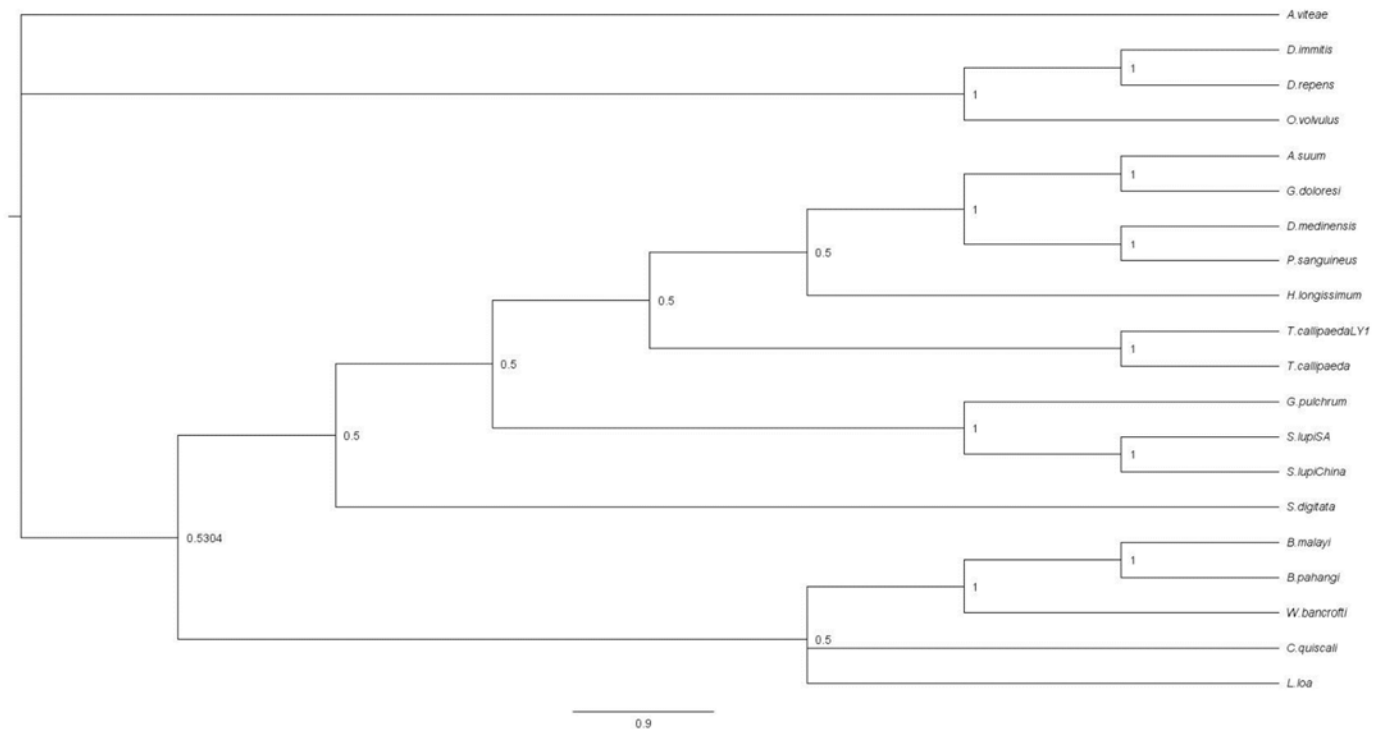 A.viteae
D.immitis
1
D.repens
1
O.volvulus
A.suum
1
G.doloresi
1
D.medinensis
1
P.sanguineus
0.5
H.longissimum
0.5
T.callipaedaLY1
1
T.callipaeda
0.5
G.pulchrum
1
S.lupiSA
1
S.lupiChina
0.5
S.digitata
0.5304
B.malayi
1
B.pahangi
1
W.bancrofti
0.5
C.quiscali
L.loa
0.9